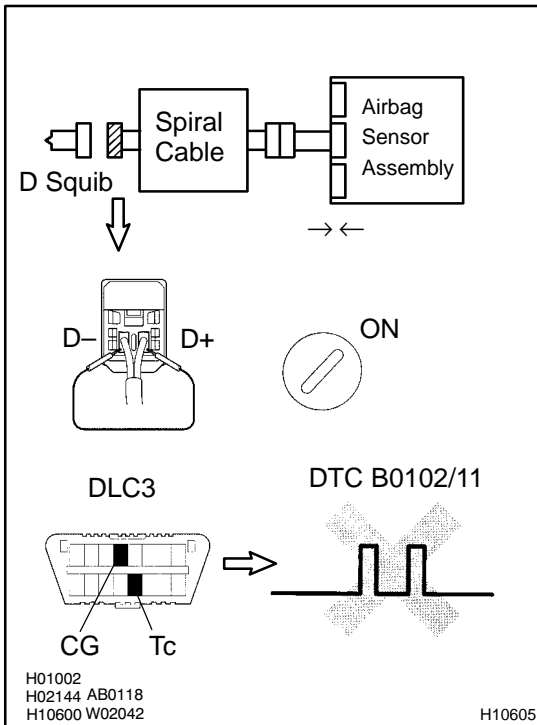 Spiral
Cable
Airbag
Sensor
Assembly
D Squib
D– D+
ON
DLC3
DTC B0102/11
CG Tc
H01002
H02144 AB0118
H10600 W02042
H10605